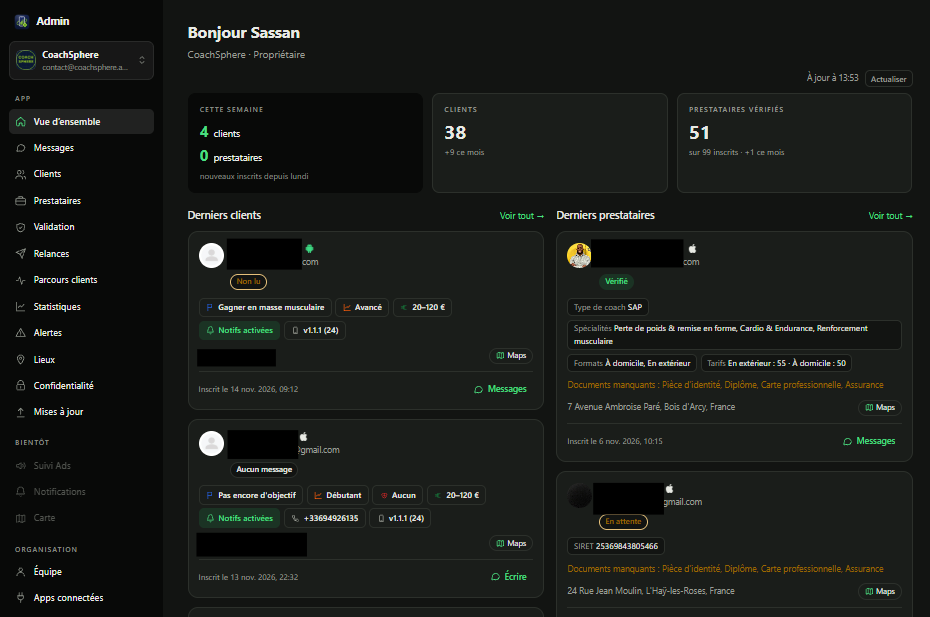 Admin
CoachSphere
contact@coachsphere.a...
APP
Vue d'ensemble
Messages
Clients
Prestataires
Validation
Relances
Parcours clients
Statistiques
Alertes
Lieux
Confidentialité
Mises à jour
BIENTÔT
Suivi Ads
Notifications
Carte
ORGANISATION
Équipe
Apps connectées
Bonjour Sassan
CoachSphere · Propriétaire
À jour à 13:53
Actualiser
CETTE SEMAINE
4 clients
0 prestataires
nouveaux inscrits depuis lundi
CLIENTS
38
+9 ce mois
PRESTATAIRES VÉRIFIÉS
51
sur 99 inscrits · +1 ce mois
Derniers clients
Voir tout →
com
Non lu
Gagner en masse musculaire
Avancé
€ 20–120 €
Notifs activées
v1.1.1 (24)
Maps
Inscrit le 14 nov. 2026, 09:12
Messages
@gmail.com
Aucun message
Pas encore d'objectif
Débutant
Aucun
€ 20–120 €
Notifs activées
+33694926135
v1.1.1 (24)
Maps
Inscrit le 13 nov. 2026, 22:32
Écrire
Derniers prestataires
Voir tout →
com
Vérifié
Type de coach SAP
Spécialités Perte de poids & remise en forme, Cardio & Endurance, Renforcement
musculaire
Formats À domicile, En extérieur
Tarifs En extérieur : 55 · À domicile : 50
Documents manquants : Pièce d'identité, Diplôme, Carte professionnelle, Assurance
7 Avenue Ambroise Paré, Bois d'Arcy, France
Maps
Inscrit le 6 nov. 2026, 10:15
Messages
gmail.com
En attente
SIRET 25369843805466
Documents manquants : Pièce d'identité, Diplôme, Carte professionnelle, Assurance
24 Rue Jean Moulin, L'Haÿ-les-Roses, France
Maps